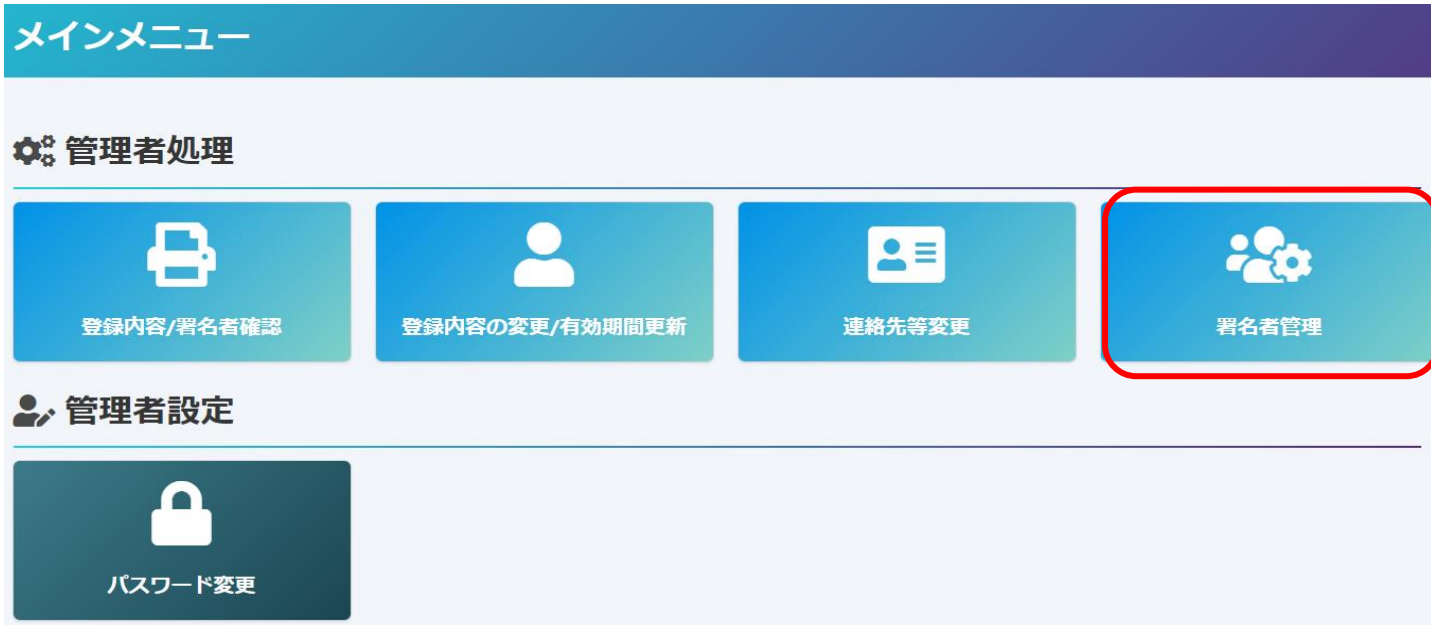 メインメニュー
管理者処理
登録内容/署名者確認
登録内容の変更/有効期間更新
連絡先等変更
署名者管理
管理者設定
パスワード変更